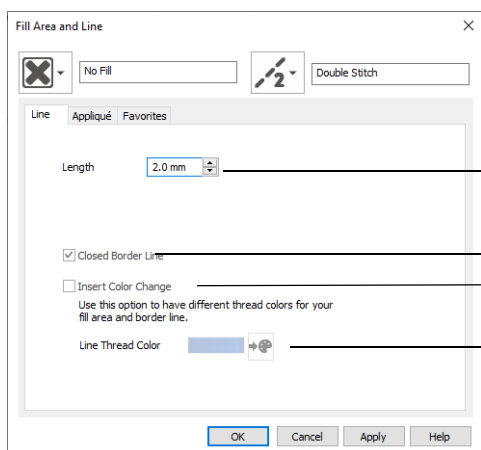 Fill Area and Line
No Fill
2
Double Stitch
Line Appliqué Favorites
Length 2.0 mm
Closed Border Line
Insert Color Change
Use this option to have different thread colors for your
fill area and border line.
Line Thread Color
OK Cancel Apply Help